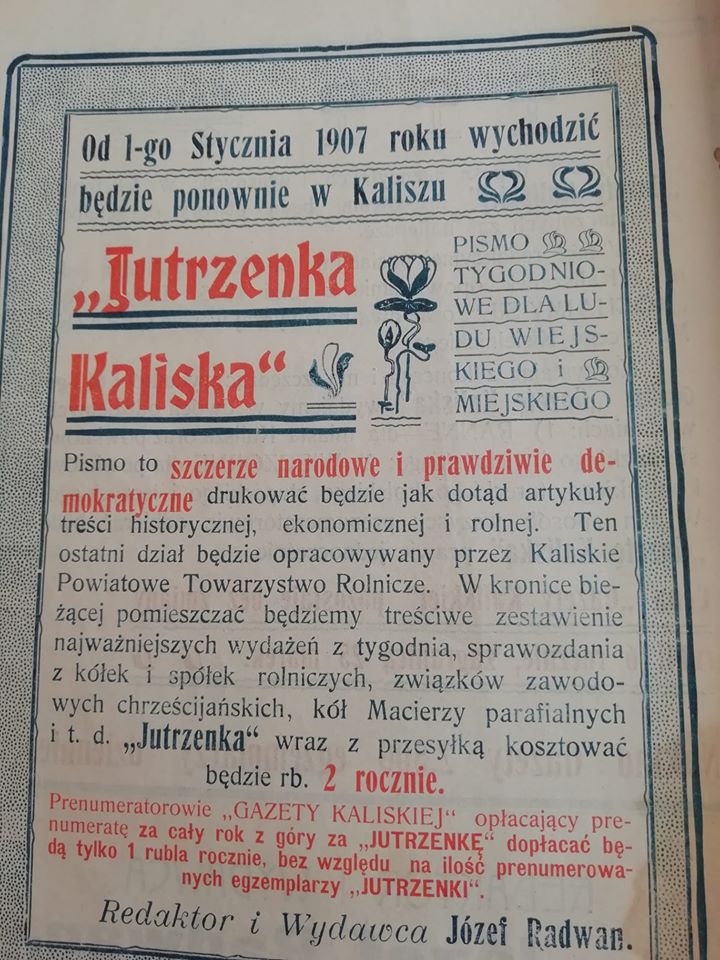 Od 1-go Stycznia 1907 roku wychodzić
będzie ponownie w Kaliszu
„Jutrzenka
Kaliska“
PISMO
TYGODNIO-
WE DLA LU-
DU WIEJS-
KIEGO i
MIEJSKIEGO
Pismo to szczerze narodowe i prawdziwie de-
mokratyczne drukować będzie jak dotąd artykuły
treści historycznej, ekonomicznej i rolnej. Ten
ostatni dział będzie opracowywany przez Kaliskie
Powiatowe Towarzystwo Rolnicze. W kronice bie-
żącej pomieszczać będziemy treściwe zestawienie
najważniejszych wydażeń z tygodnia, sprawozdania
z kółek i spółek rolniczych, związków zawodo-
wych chrześcijańskich, kół Macierzy parafialnych
i t. d. „Jutrzenka“ wraz z przesyłką kosztować
będzie rb. 2 rocznie.
Prenumeratorowie „GAZETY KALISKIEJ“ opłacający pre-
numeratę za cały rok z góry za „JUTRZENKĘ“ dopłacać bę-
dą tylko 1 rubla rocznie, bez względu na ilość prenumerowa-
nych egzemplarzy „JUTRZENKI“.
Redaktor i Wydawca Józef Radwan.